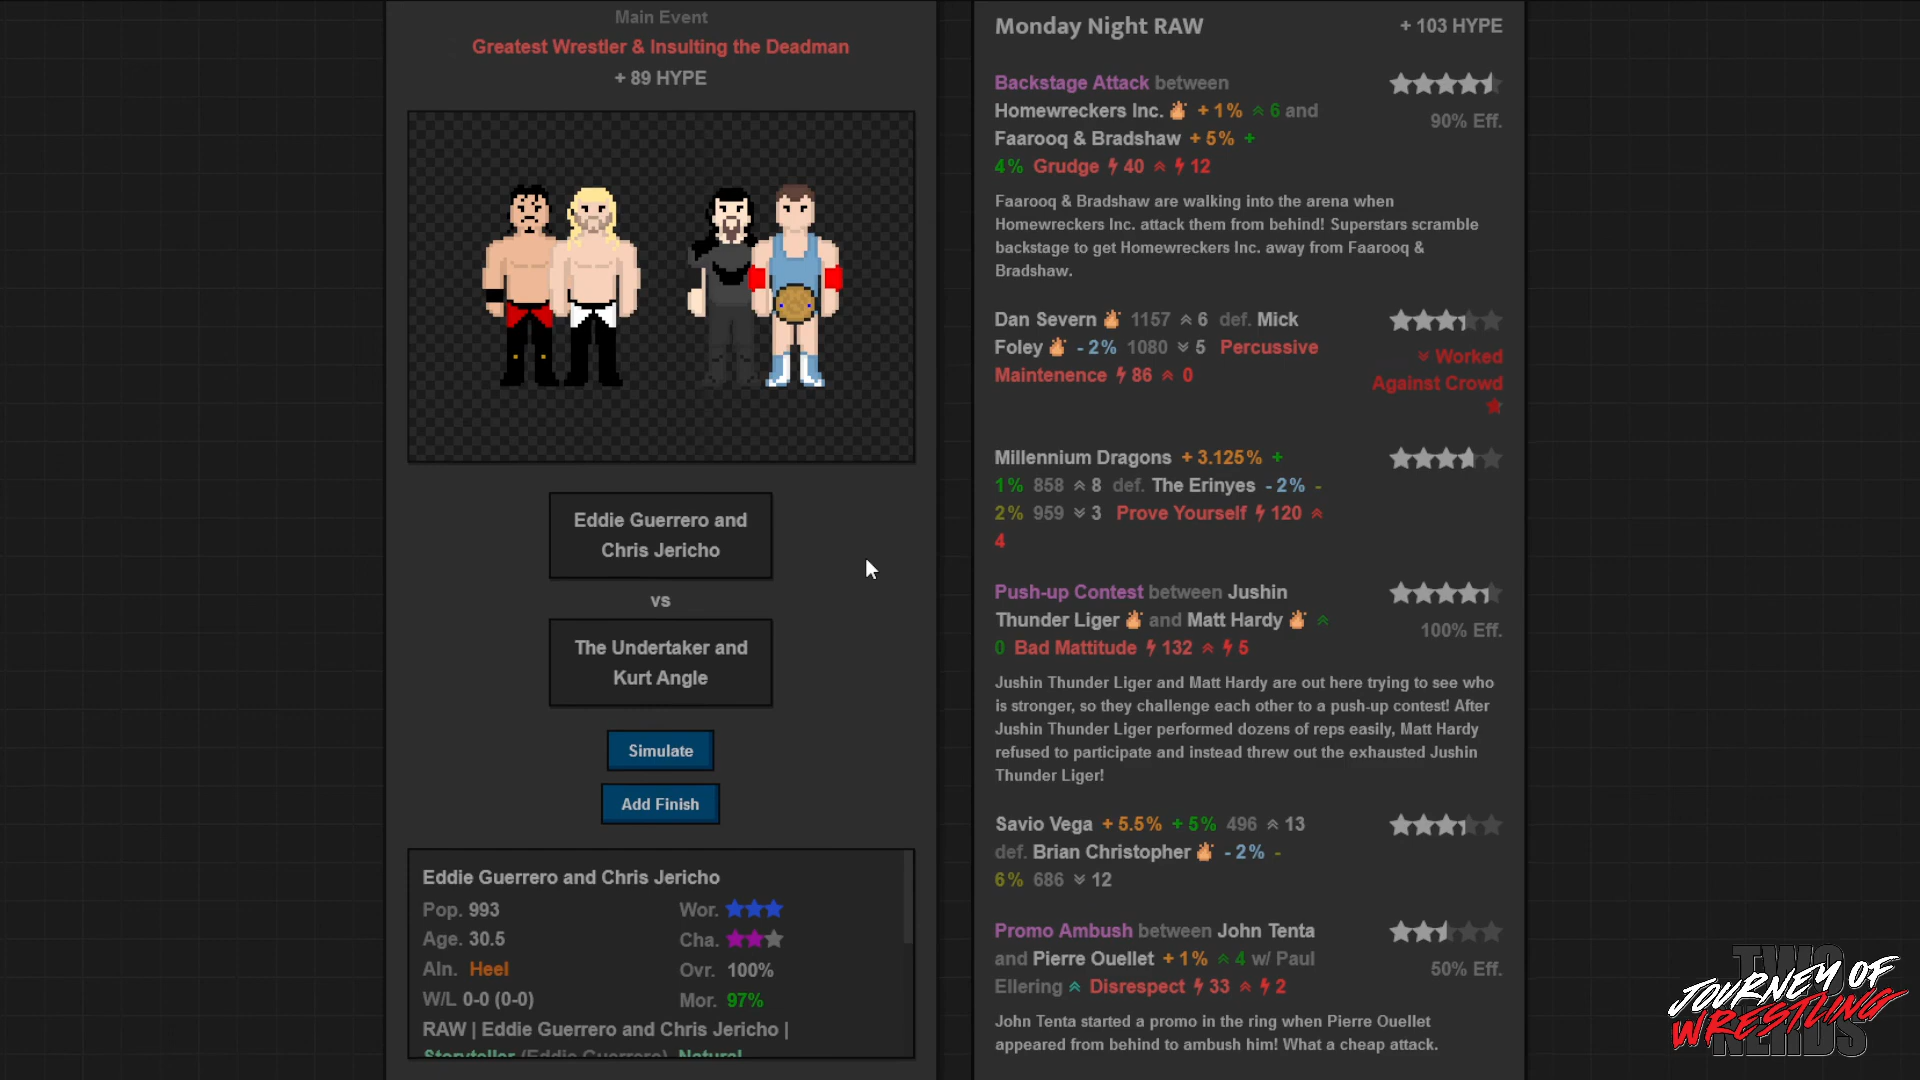 Main Event
Greatest Wrestler & Insulting the Deadman
+ 89 HYPE
Eddie Guerrero and
Chris Jericho
vs
The Undertaker and
Kurt Angle
Simulate
Add Finish
Eddie Guerrero and Chris Jericho
Pop. 993 Wor.
Age. 30.5 Cha.
Aln. Heel Ovr. 100%
W/L 0-0 (0-0) Mor. 97%
RAW | Eddie Guerrero and Chris Jericho |
Storyteller (Eddie Guerrero), Natural
Monday Night RAW + 103 HYPE
Backstage Attack between
Homewreckers Inc. + 1% 6 and
90% Eff.
Faarooq & Bradshaw + 5% +
4% Grudge 40 12
Faarooq & Bradshaw are walking into the arena when
Homewreckers Inc. attack them from behind! Superstars scramble
backstage to get Homewreckers Inc. away from Faarooq &
Bradshaw.
Dan Severn 1157 6 def. Mick
Foley - 2% 1080 5 Percussive
Maintenence 86 0
Worked
Against Crowd
Millennium Dragons + 3.125% +
1% 858 8 def. The Erinyes - 2% -
2% 959 3 Prove Yourself 120
4
Push-up Contest between Jushin
Thunder Liger and Matt Hardy
100% Eff.
0 Bad Mattitude 132 5
Jushin Thunder Liger and Matt Hardy are out here trying to see who
is stronger, so they challenge each other to a push-up contest! After
Jushin Thunder Liger performed dozens of reps easily, Matt Hardy
refused to participate and instead threw out the exhausted Jushin
Thunder Liger!
Savio Vega + 5.5% + 5% 496 13
def. Brian Christopher - 2% -
6% 686 12
Promo Ambush between John Tenta
and Pierre Ouellet + 1% 4 w/ Paul
50% Eff.
Ellering Disrespect 33 2
John Tenta started a promo in the ring when Pierre Ouellet
appeared from behind to ambush him! What a cheap attack.
TWO
JOURNEY OF
WRESTLING
NERDS